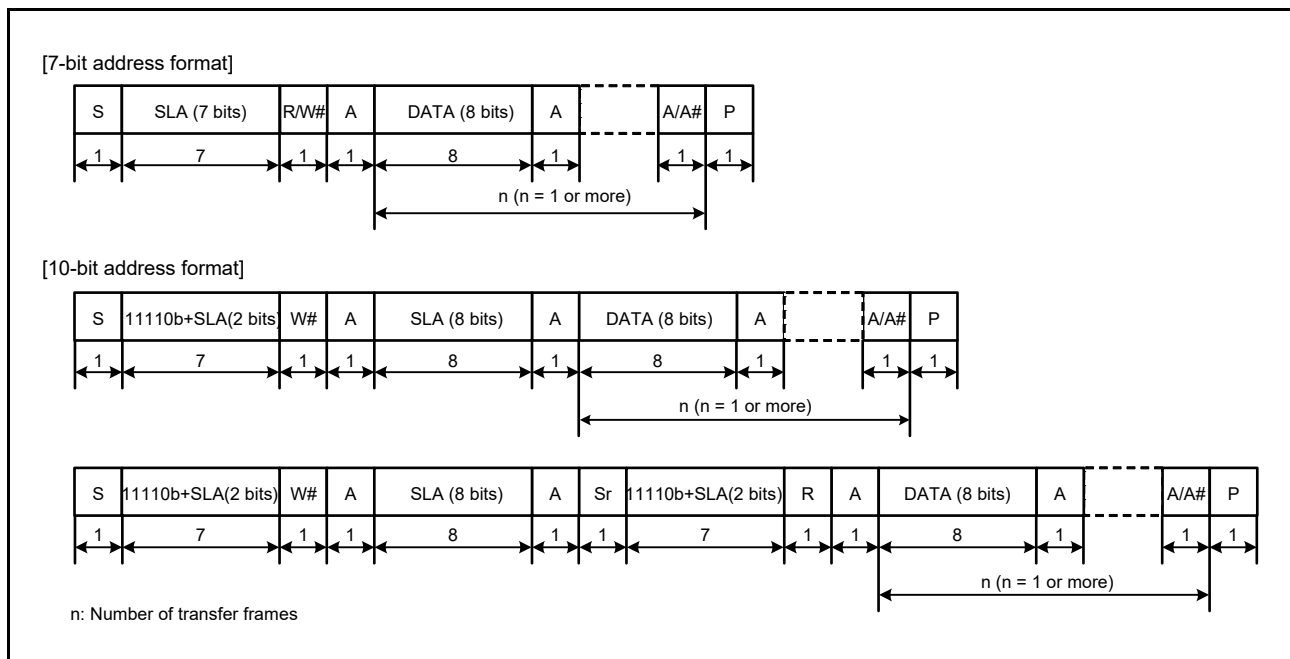 [7-bit address format]
S SLA (7 bits) R/W# A DATA (8 bits) A A/A# P
1 7 1 1 8 1 1 1
n (n = 1 or more)
[10-bit address format]
S 11110b+SLA(2 bits) W# A SLA (8 bits) A DATA (8 bits) A A/A# P
1 7 1 1 8 1 8 1 1 1
n (n = 1 or more)
S 11110b+SLA(2 bits) W# A SLA (8 bits) A Sr 11110b+SLA(2 bits) R A DATA (8 bits) A A/A# P
1 7 1 1 8 1 1 7 1 1 8 1 1 1
n (n = 1 or more)
n: Number of transfer frames